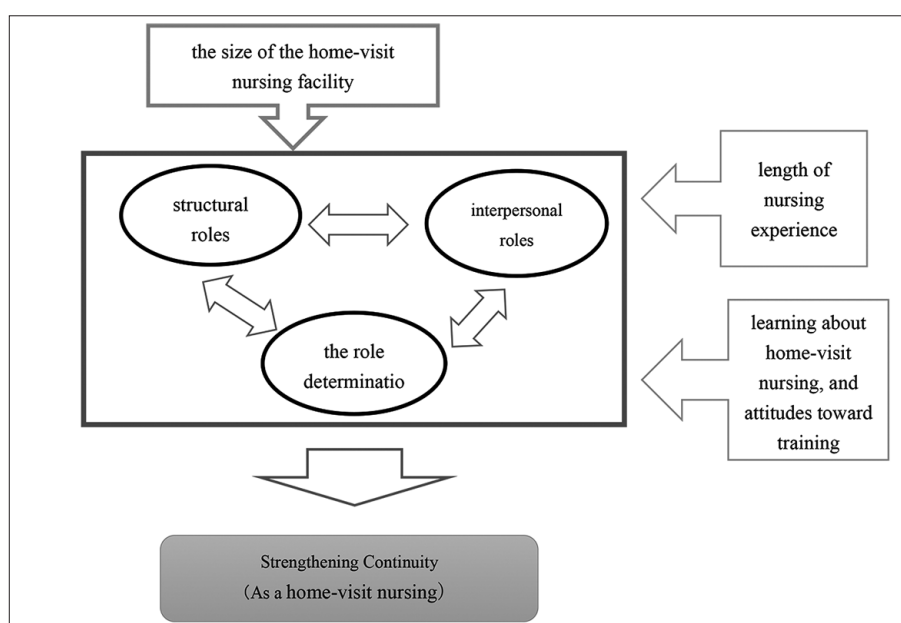 the size of the home-visit
nursing facility
structural
roles
interpersonal
roles
length of
nursing
experience
the role
determinatio
learning about
home-visit
nursing, and
attitudes toward
training
Strengthening Continuity
(As a home-visit nursing)